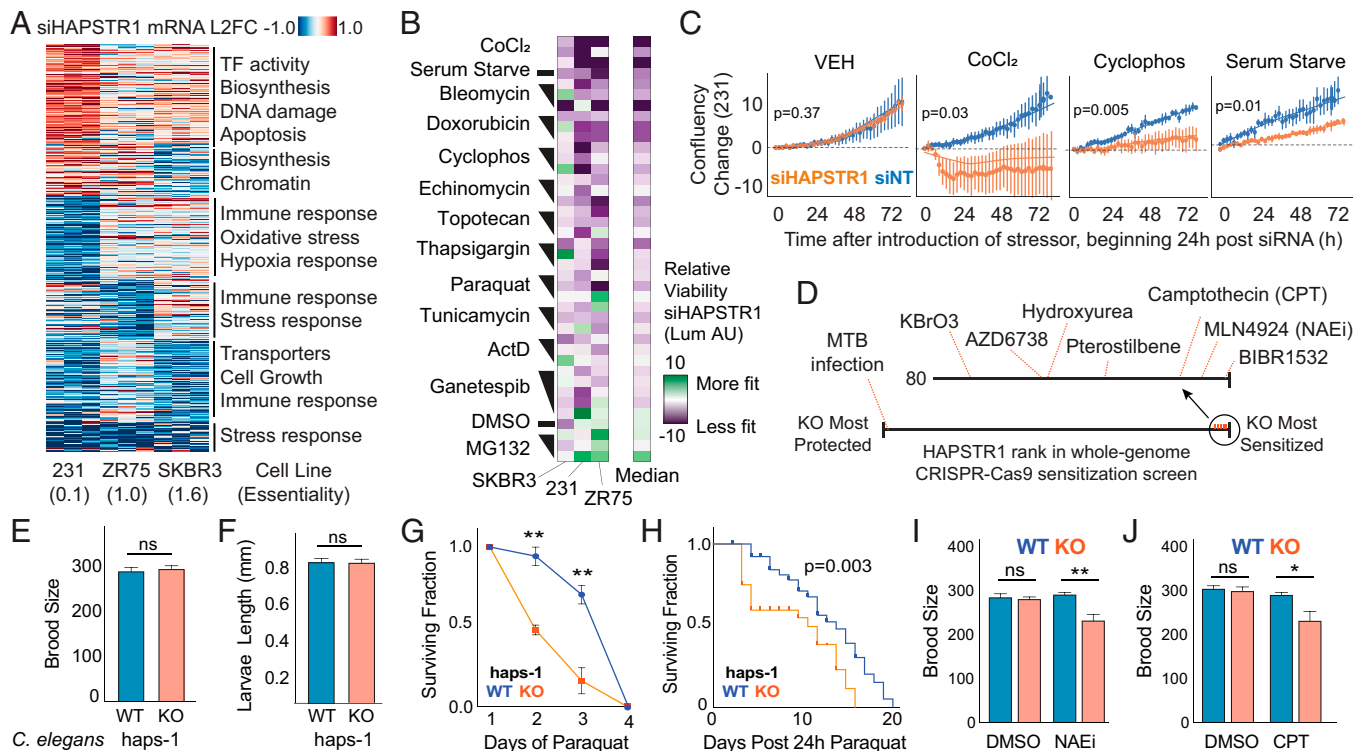 A
siHAPSTR1 mRNA L2FC -1.0 1.0
TF activity
Biosynthesis
DNA damage
Apoptosis
Biosynthesis
Chromatin
Immune response
Oxidative stress
Hypoxia response
Immune response
Stress response
Transporters
Cell Growth
Immune response
Stress response
231 ZR75 SKBR3 Cell Line
(0.1) (1.0) (1.6) (Essentiality)
B
CoCl₂
Serum Starve
Bleomycin
Doxorubicin
Cyclophos
Echinomycin
Topotecan
Thapsigargin
Paraquat
Tunicamycin
ActD
Ganetespib
DMSO
MG132
SKBR3 231 ZR75 Median
Relative
Viability
siHAPSTR1
(Lum AU)
10
More fit
-10 Less fit
C
VEH CoCl₂ Cyclophos Serum Starve
Confluency
Change (231)
10
0
-10
p=0.37 p=0.03 p=0.005 p=0.01
siHAPSTR1 siNT
0 24 48 72 0 24 48 72 0 24 48 72 0 24 48 72
Time after introduction of stressor, beginning 24h post siRNA (h)
D
MTB
infection
KBrO3
AZD6738
Hydroxyurea
Pterostilbene
Camptothecin (CPT)
MLN4924 (NAEi)
BIBR1532
80
KO Most
Protected
KO Most
Sensitized
HAPSTR1 rank in whole-genome
CRISPR-Cas9 sensitization screen
E
ns
Brood Size
300
200
100
0
WT KO
C. elegans haps-1
F
ns
Larvae Length (mm)
0.8
0.6
0.4
0.2
WT KO
haps-1
G
** **
Surviving Fraction
1.0
0.5
0.0
haps-1
WT KO
1 2 3 4
Days of Paraquat
H
p=0.003
Surviving Fraction
1.0
0.5
0
haps-1
WT KO
0 10 20
Days Post 24h Paraquat
I
WT KO
ns **
Brood Size
400
300
200
100
0
DMSO NAEi
J
WT KO
ns *
Brood Size
400
300
200
100
0
DMSO CPT